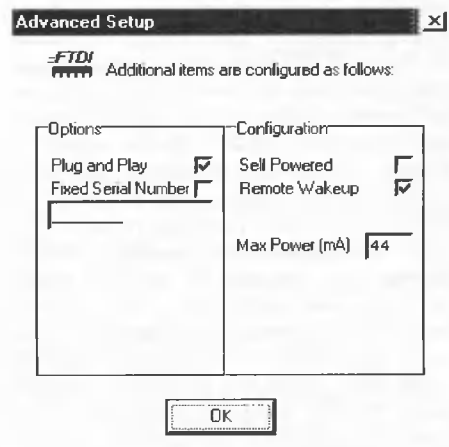 Advanced Setup
FTDI
Additional items are configured as follows:
Options
Plug and Play
Fixed Serial Number
Configuration
Self Powered
Remote Wakeup
Max Power (mA) 44
OK